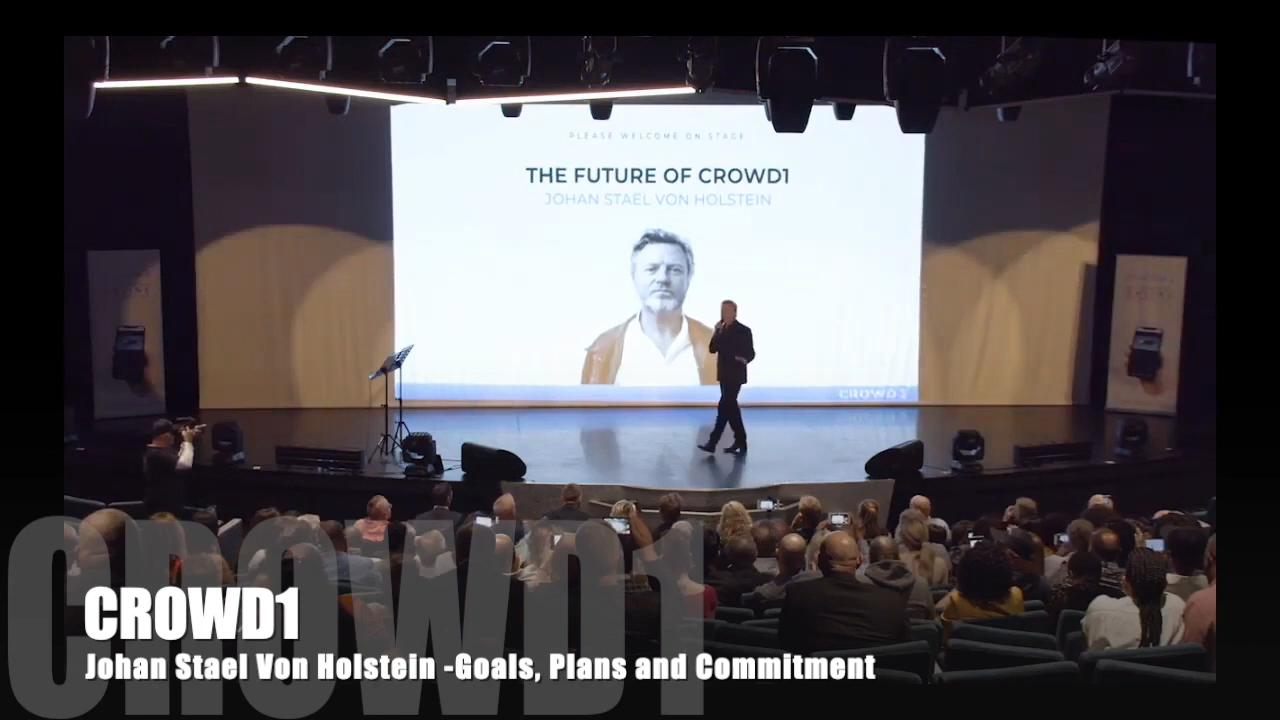 PLEASE WELCOME ON STAGE
THE FUTURE OF CROWD1
JOHAN STAEL VON HOLSTEIN
CROWD1
CROWD1
CROWD1
Johan Stael Von Holstein -Goals, Plans and Commitment